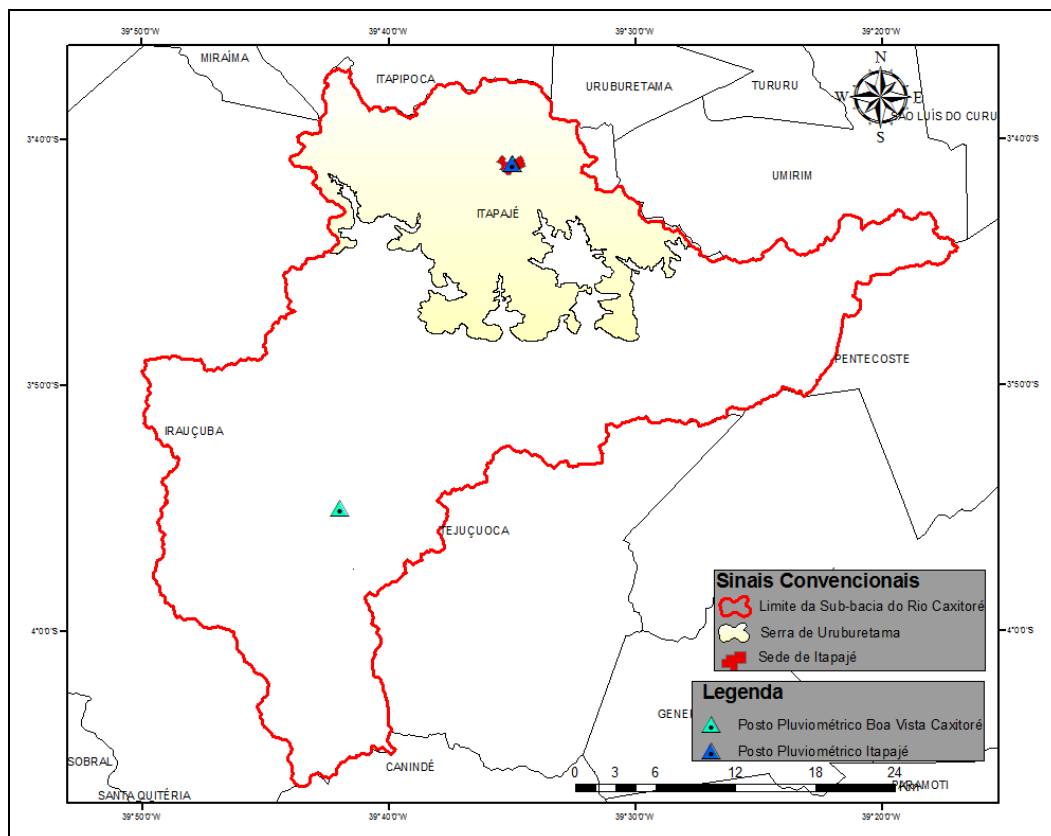 39°50'0"W 39°40'0"W 39°30'0"W 39°20'0"W
MIRAÍMA
ITAPIPOCA
URUBURETAMA
TURURU
N
W E
S
SÃO LUÍS DO CURU
3°40'0"S 3°40'0"S
UMIRIM
ITAPAJÉ
PENTECOSTE
3°50'0"S 3°50'0"S
IRAUÇUBA
TEJUÇUOCA
Sinais Convencionais
Limite da Sub-bacia do Rio Caxitoré
Serra de Uruburetama
Sede de Itapajé
4°0'0"S 4°0'0"S
Legenda
GENER
Posto Pluviométrico Boa Vista Caxitoré
Posto Pluviométrico Itapajé
SOBRAL
CANINDÉ
0 3 6 12 18 24
PARAMOTI
Km
SANTA QUITÉRIA
39°50'0"W 39°40'0"W 39°30'0"W 39°20'0"W